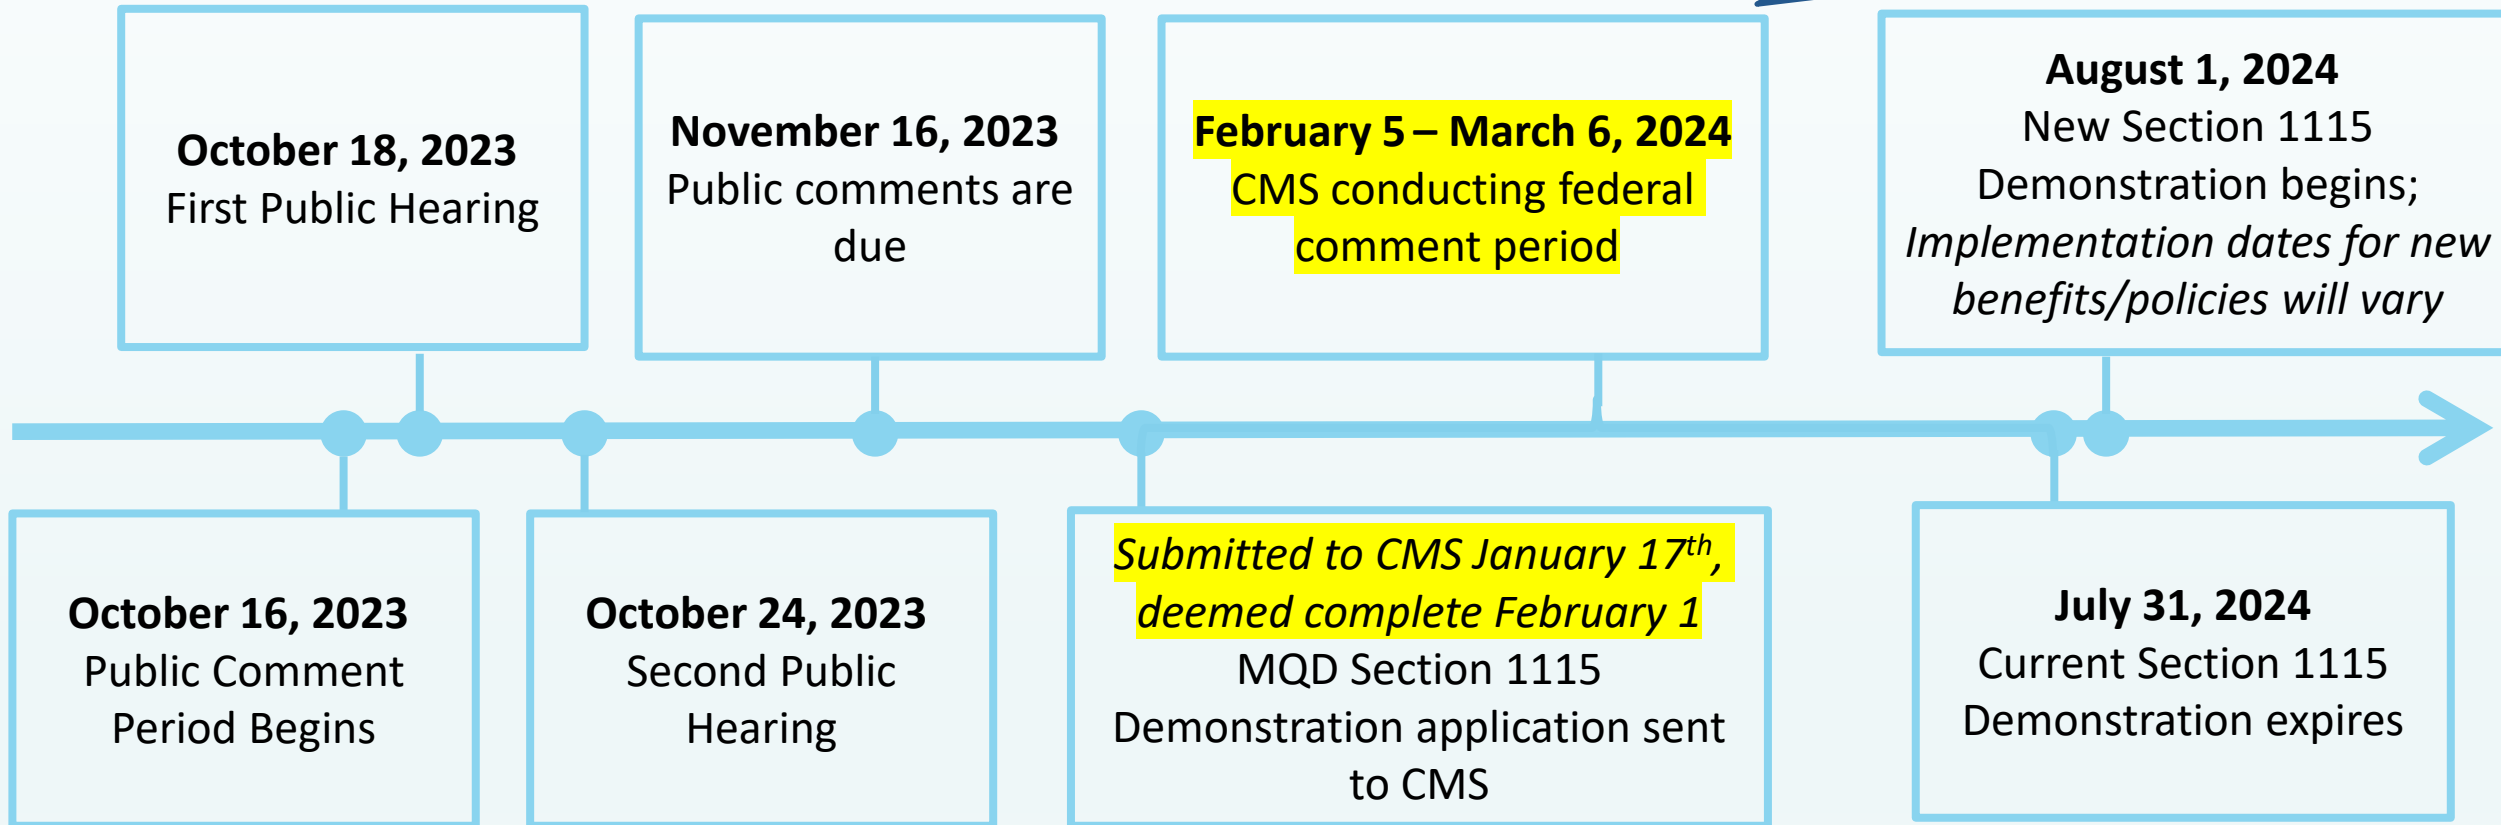 October 18, 2023
First Public Hearing
November 16, 2023
Public comments are
due
February 5 – March 6, 2024
CMS conducting federal
comment period
August 1, 2024
New Section 1115
Demonstration begins;
Implementation dates for new
benefits/policies will vary
October 16, 2023
Public Comment
Period Begins
October 24, 2023
Second Public
Hearing
Submitted to CMS January 17th,
deemed complete February 1
MQD Section 1115
Demonstration application sent
to CMS
July 31, 2024
Current Section 1115
Demonstration expires